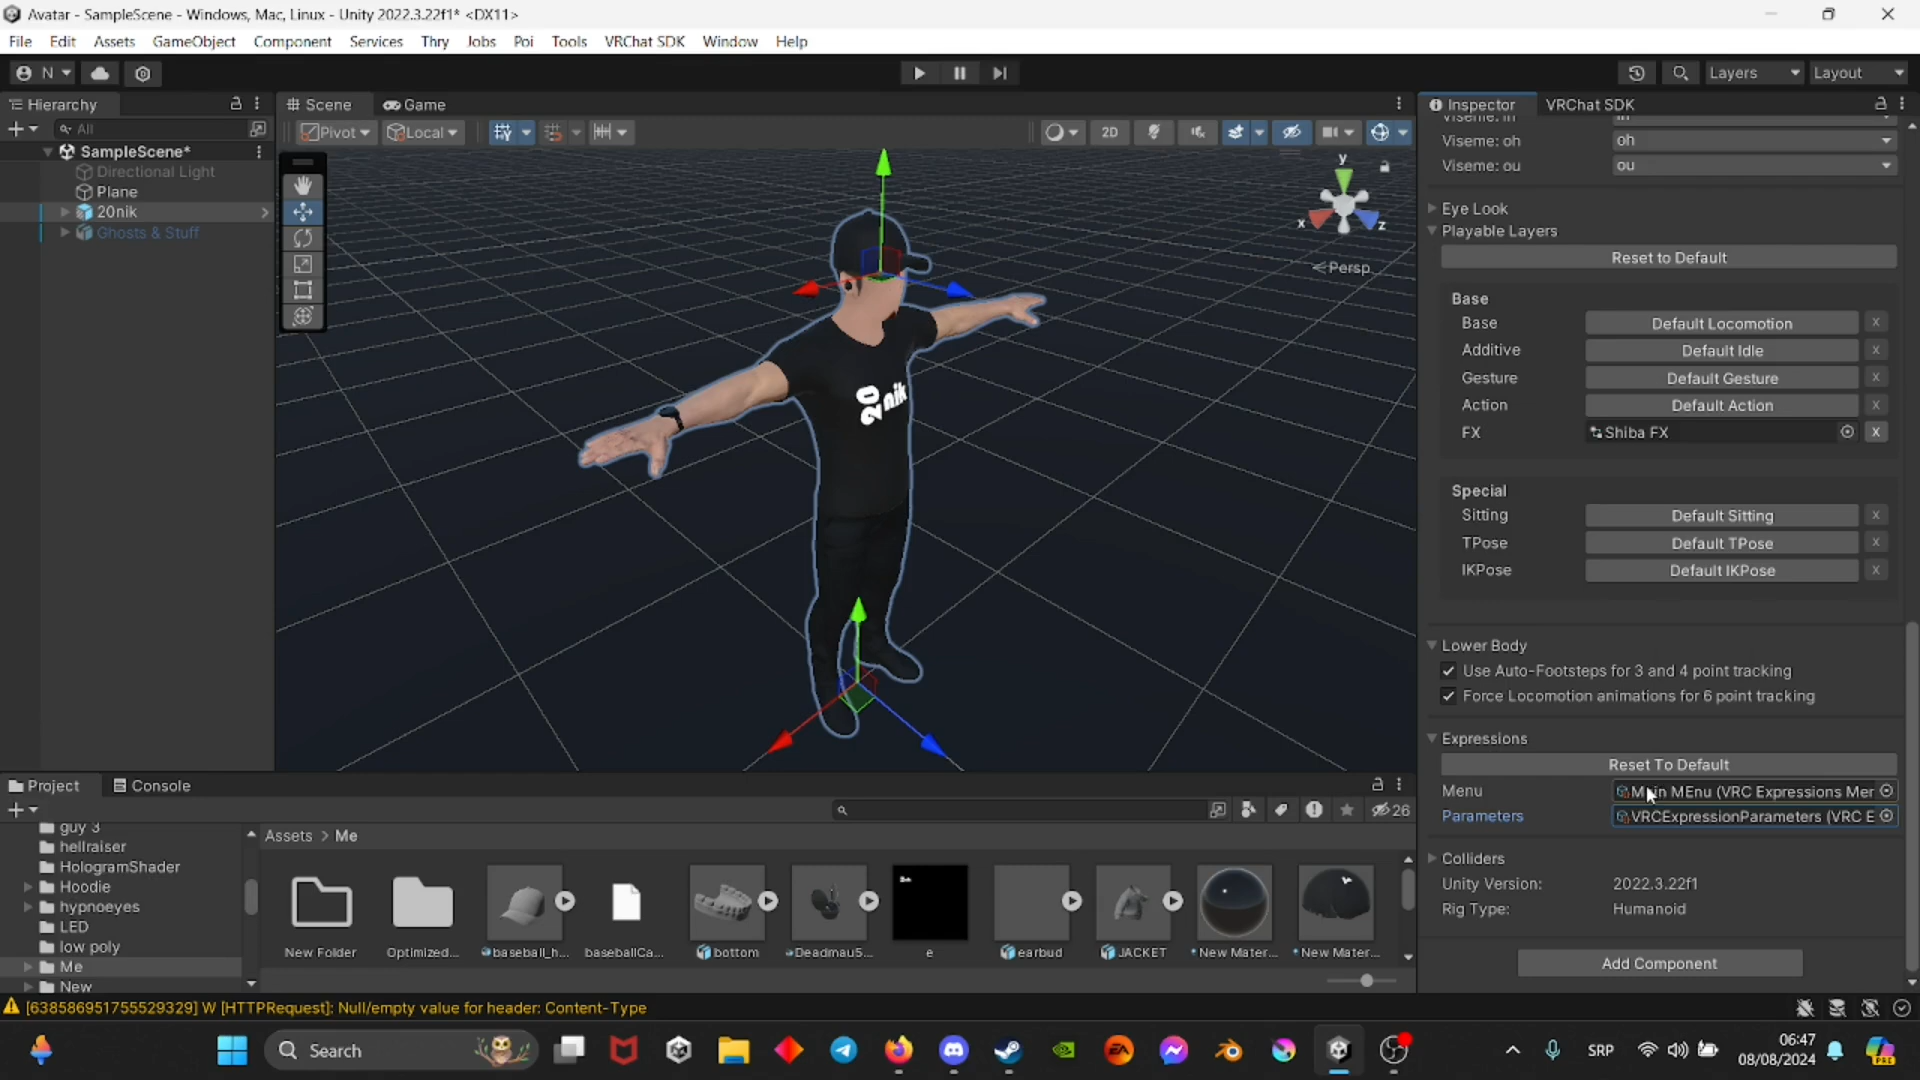 Avatar - SampleScene - Windows, Mac, Linux - Unity 2022.3.22f1* <DX11>
File Edit Assets GameObject Component Services Thry Jobs Poi Tools VRChat SDK Window Help
N Layers Layout
Hierarchy
All
SampleScene*
Directional Light
Plane
20nik
Ghosts & Stuff
Scene Game
Pivot Local 2D
y
x
z
Persp
20
nik
Inspector VRChat SDK
Viseme: oh oh
Viseme: ou ou
Eye Look
Playable Layers
Reset to Default
Base
Base Default Locomotion X
Additive Default Idle X
Gesture Default Gesture X
Action Default Action X
FX Shiba FX X
Special
Sitting Default Sitting X
TPose Default TPose X
IKPose Default IKPose X
Lower Body
Use Auto-Footsteps for 3 and 4 point tracking
Force Locomotion animations for 6 point tracking
Expressions
Reset To Default
Menu Main MEnu (VRC Expressions Mer
Parameters VRCExpressionParameters (VRC E
Colliders
Unity Version: 2022.3.22f1
Rig Type: Humanoid
Add Component
Project Console
26
guy 3
hellraiser
HologramShader
Hoodie
hypnoeyes
LED
low poly
Me
New
Assets > Me
New Folder Optimized... baseball_h... baseballCa... bottom Deadmau5... e earbud JACKET New Mater... New Mater...
[638586951755529329] W [HTTPRequest]: Null/empty value for header: Content-Type
Search
SRP
06:47
08/08/2024